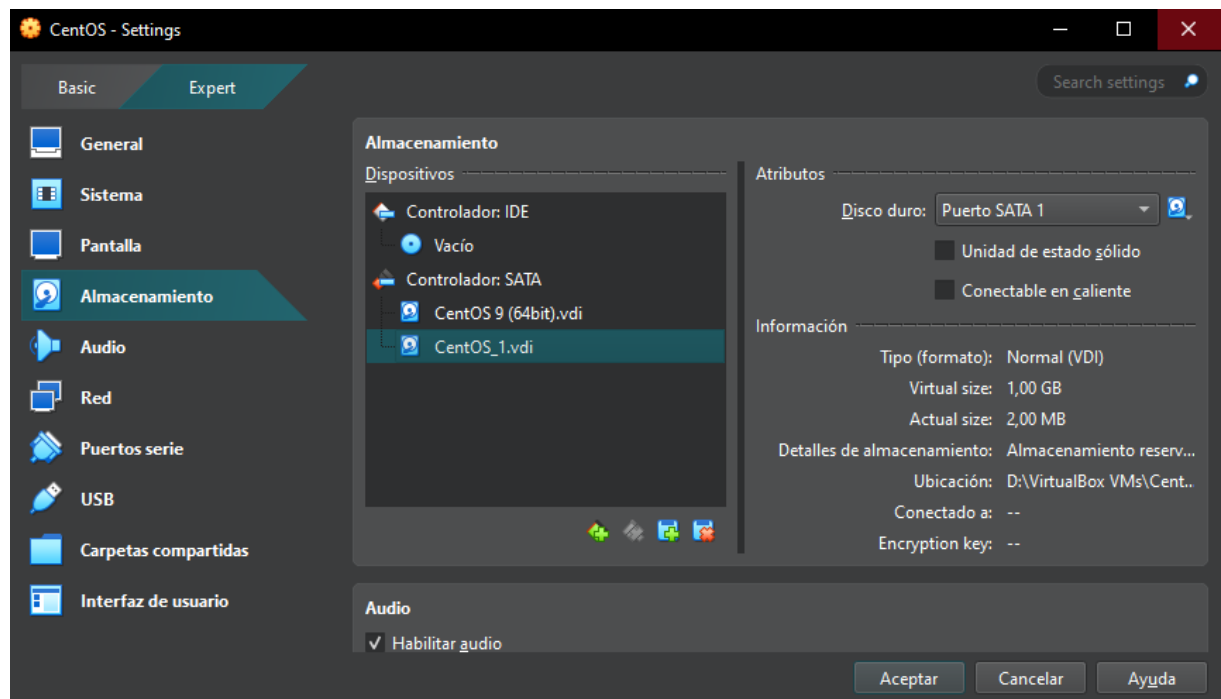 CentOS - Settings
Basic
Expert
Search settings
General
Sistema
Pantalla
Almacenamiento
Audio
Red
Puertos serie
USB
Carpetas compartidas
Interfaz de usuario
Almacenamiento
Dispositivos
Controlador: IDE
Vacío
Controlador: SATA
CentOS 9 (64bit).vdi
CentOS_1.vdi
Atributos
Disco duro: Puerto SATA 1
Unidad de estado sólido
Conectable en caliente
Información
Tipo (formato): Normal (VDI)
Virtual size: 1,00 GB
Actual size: 2,00 MB
Detalles de almacenamiento: Almacenamiento reserv...
Ubicación: D:\VirtualBox VMs\Cent..
Conectado a: --
Encryption key: --
Audio
Habilitar audio
Aceptar
Cancelar
Ayuda